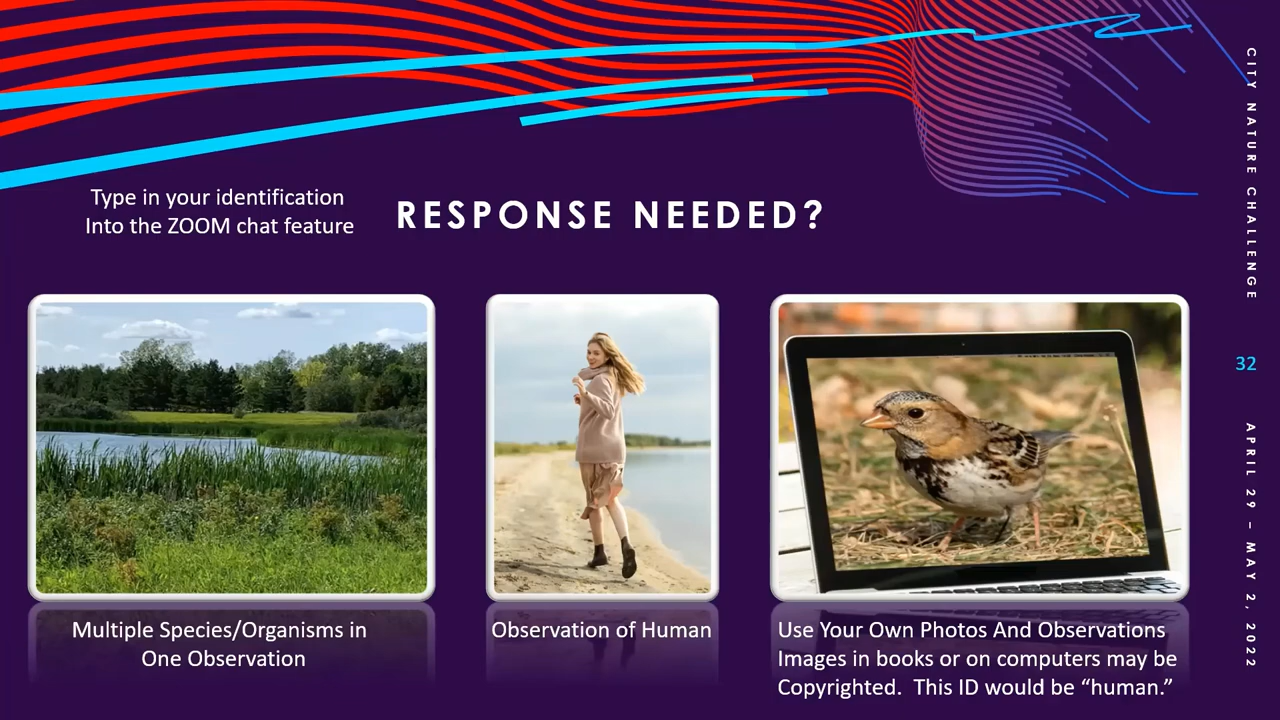 Type in your identification
Into the ZOOM chat feature
RESPONSE NEEDED?
Multiple Species/Organisms in
One Observation
Observation of Human
Use Your Own Photos And Observations
Images in books or on computers may be
Copyrighted.  This ID would be “human.”
CITY NATURE CHALLENGE
32
APRIL 29 – MAY 2, 2022